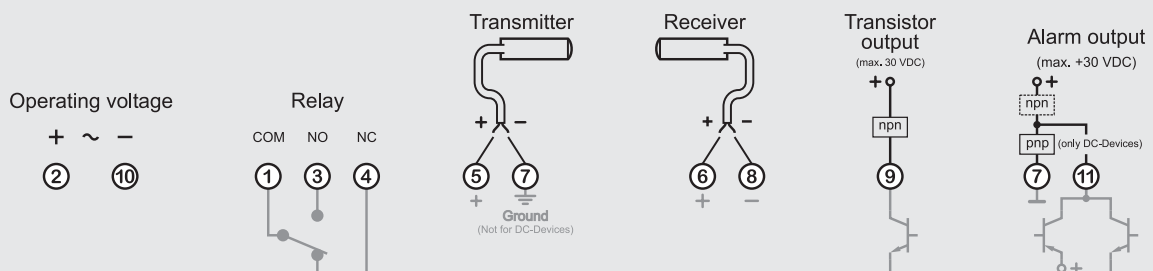 Operating voltage
+ ~ −
2 10
Relay
COM NO NC
1 3 4
Transmitter
+ −
5 7
+
Ground
(Not for DC-Devices)
Receiver
+ −
6 8
+ −
Transistor
output
(max. 30 VDC)
+
npn
9
Alarm output
(max. +30 VDC)
+
npn
pnp (only DC-Devices)
7 11
+